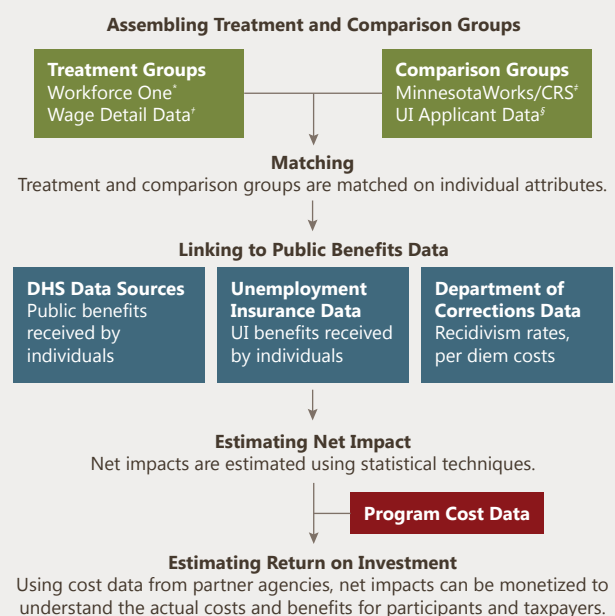 Assembling Treatment and Comparison Groups
Treatment Groups
Workforce One*
Wage Detail Data†
Comparison Groups
MinnesotaWorks/CRS‡
UI Applicant Data§
Matching
Treatment and comparison groups are matched on individual attributes.
Linking to Public Benefits Data
DHS Data Sources
Public benefits
received by
individuals
Unemployment
Insurance Data
UI benefits received
by individuals
Department of
Corrections Data
Recidivism rates,
per diem costs
Estimating Net Impact
Net impacts are estimated using statistical techniques.
Program Cost Data
Estimating Return on Investment
Using cost data from partner agencies, net impacts can be monetized to
understand the actual costs and benefits for participants and taxpayers.